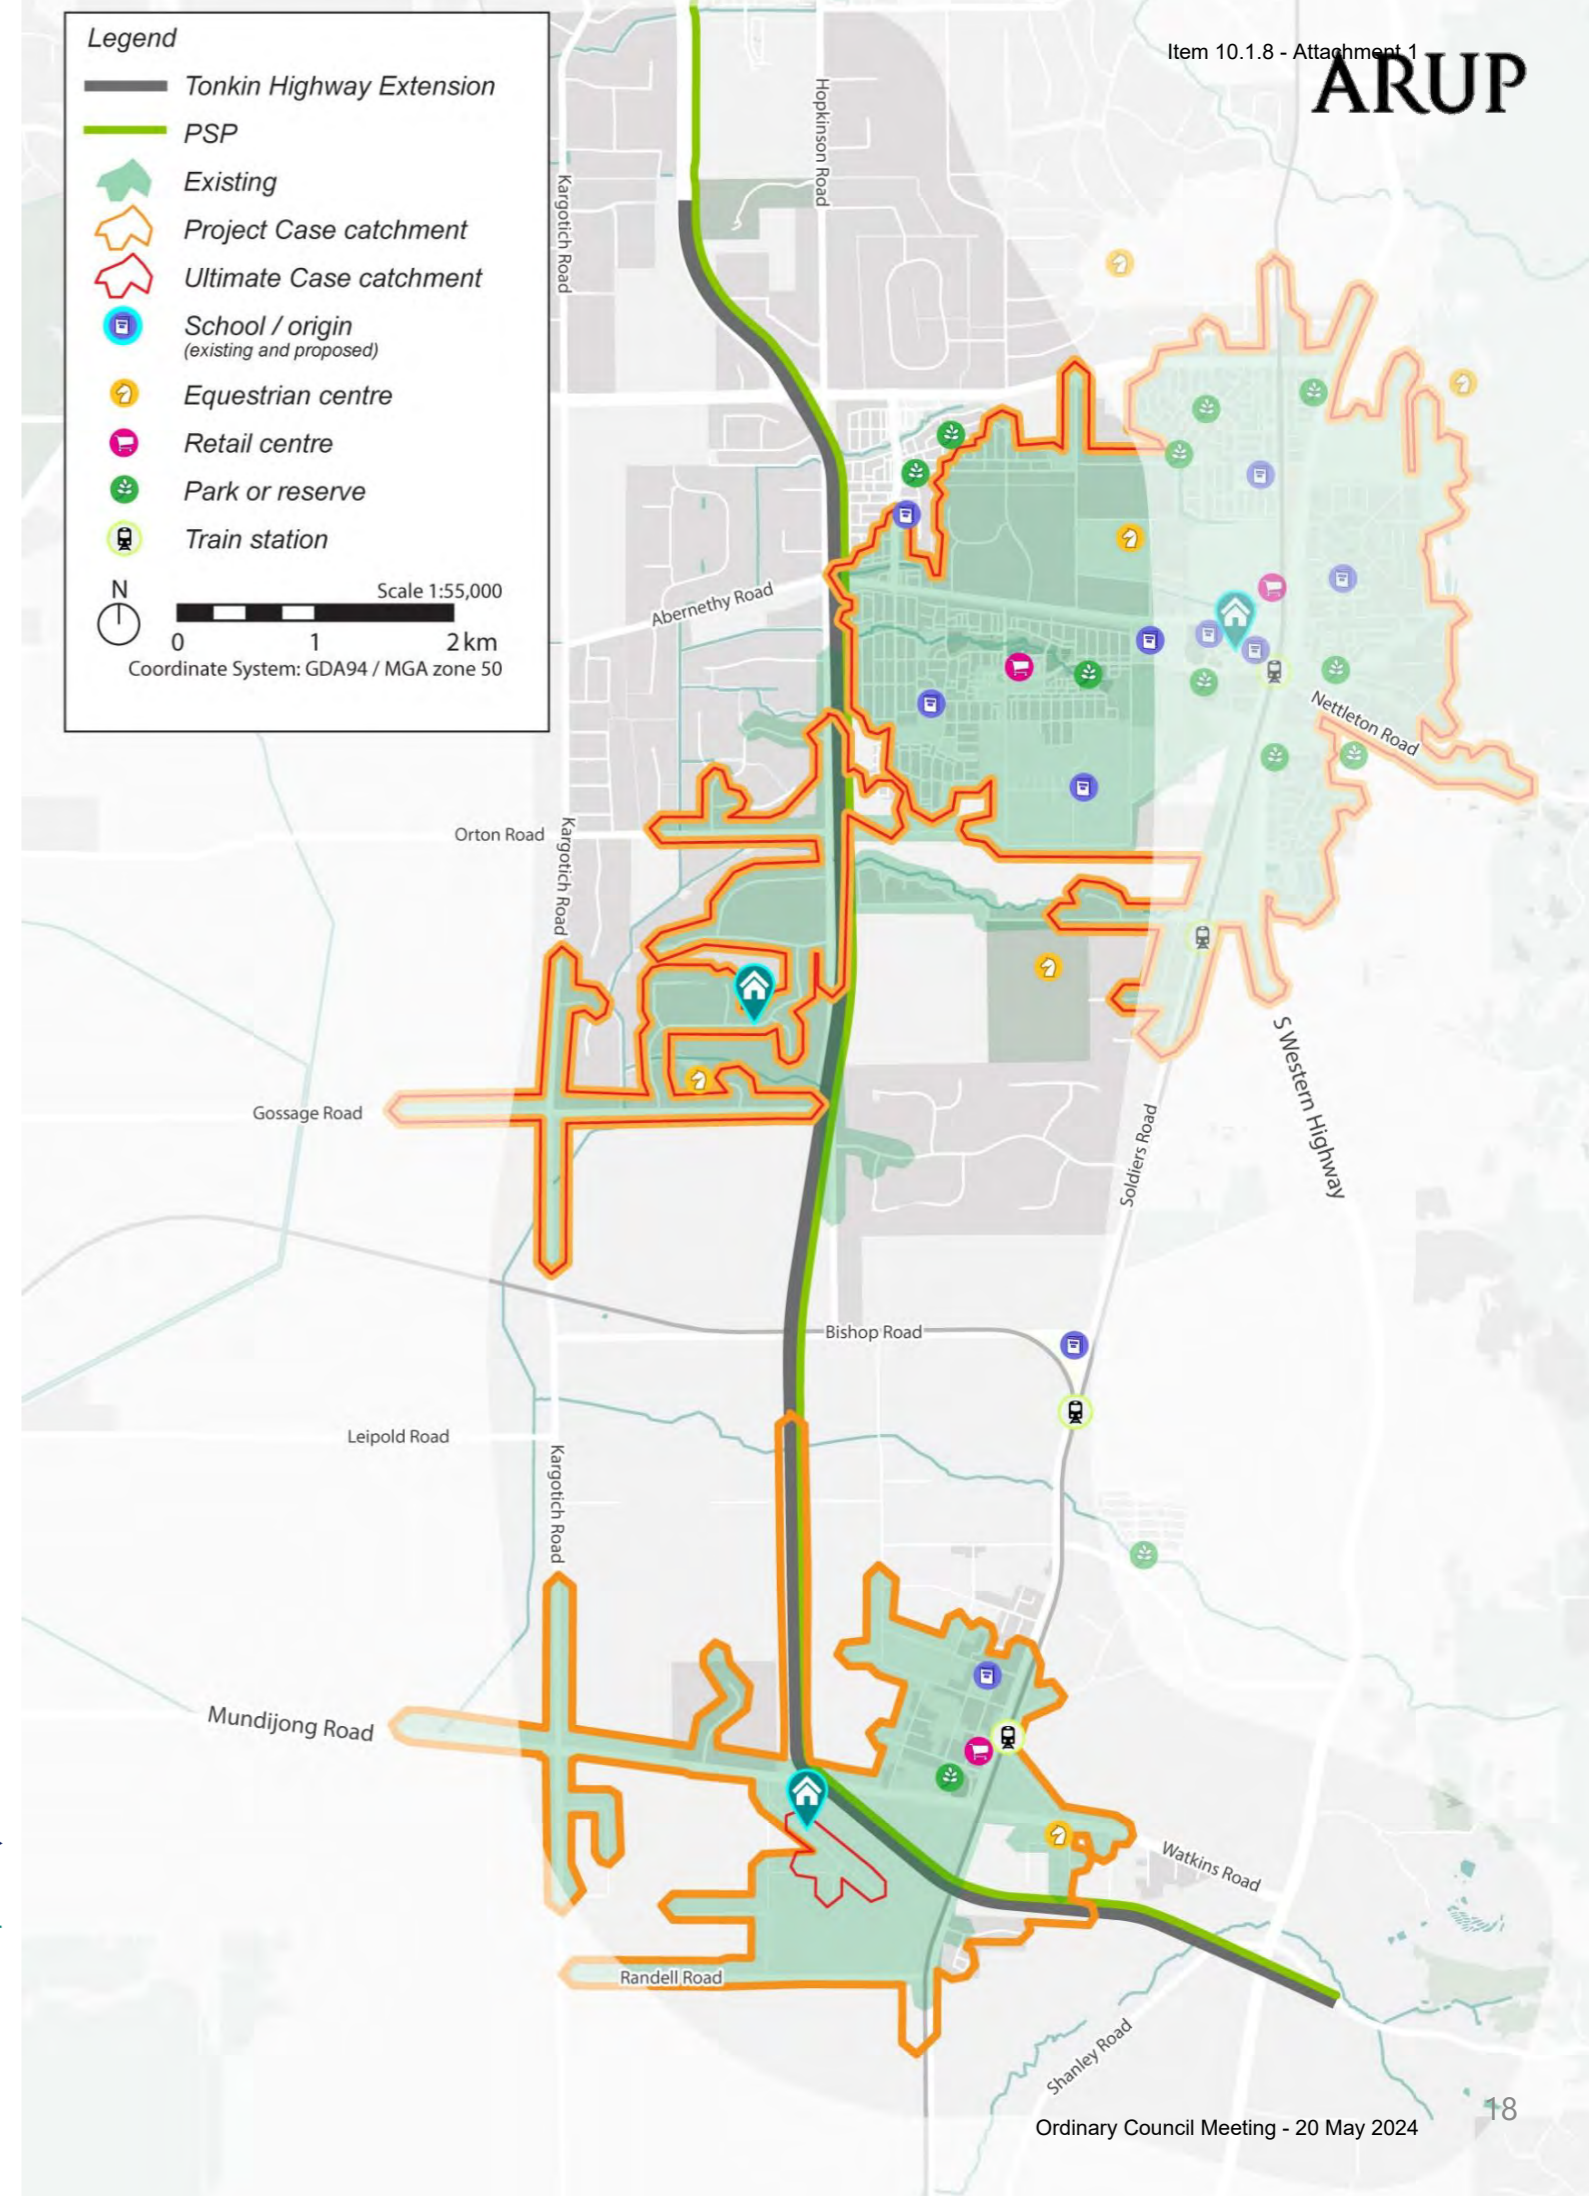 Item 10.1.8 - Attachment 1
ARUP
Legend
Tonkin Highway Extension
PSP
Existing
Project Case catchment
Ultimate Case catchment
School / origin
(existing and proposed)
Equestrian centre
Retail centre
Park or reserve
Train station
N
Scale 1:55,000
0 1 2 km
Coordinate System: GDA94 / MGA zone 50
Hopkinson Road
Kargotich Road
Abernethy Road
Nettleton Road
Orton Road
Kargotich Road
S Western Highway
Gossage Road
Soldiers Road
Bishop Road
Leipold Road
Kargotich Road
Mundijong Road
Watkins Road
Randell Road
Shanley Road
18
Ordinary Council Meeting - 20 May 2024